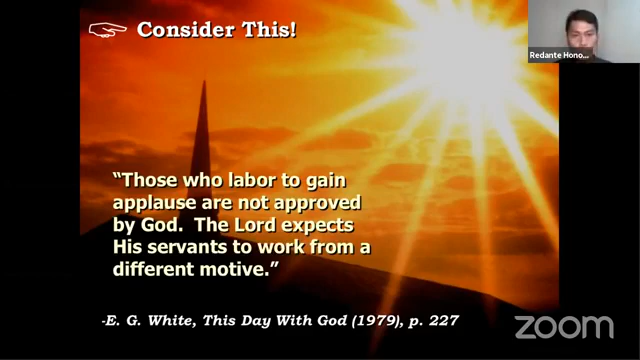 Consider This!
Redante Hono...
“Those who labor to gain
applause are not approved
by God. The Lord expects
His servants to work from a
different motive.”
-E. G. White, This Day With God (1979), p. 227
zoom